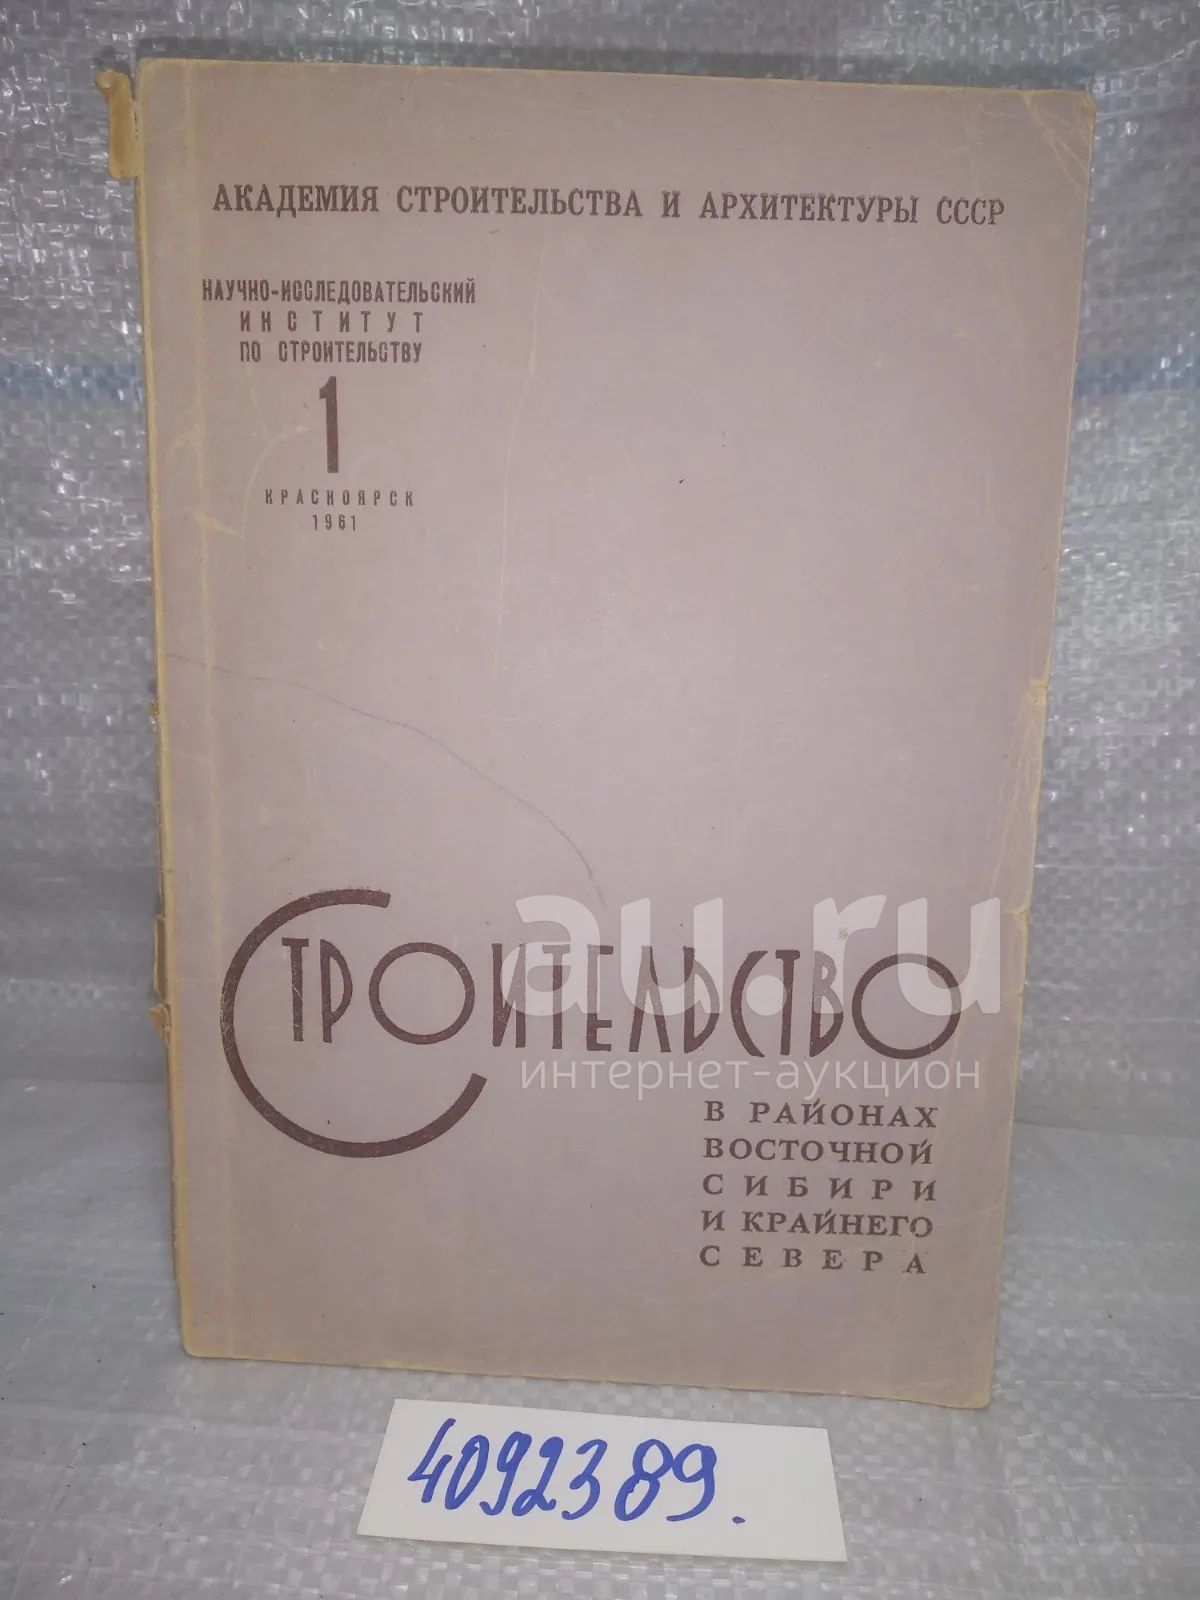 АКАДЕМИЯ СТРОИТЕЛЬСТВА И АРХИТЕКТУРЫ СССР
НАУЧНО-ИССЛЕДОВАТЕЛЬСКИЙ
ИНСТИТУТ
ПО СТРОИТЕЛЬСТВУ
1
КРАСНОЯРСК
1961
СТРОИТЕЛЬСТВО
au.ru
интернет-аукцион
В РАЙОНАХ
ВОСТОЧНОЙ
СИБИРИ
И КРАЙНЕГО
СЕВЕРА
4092389.